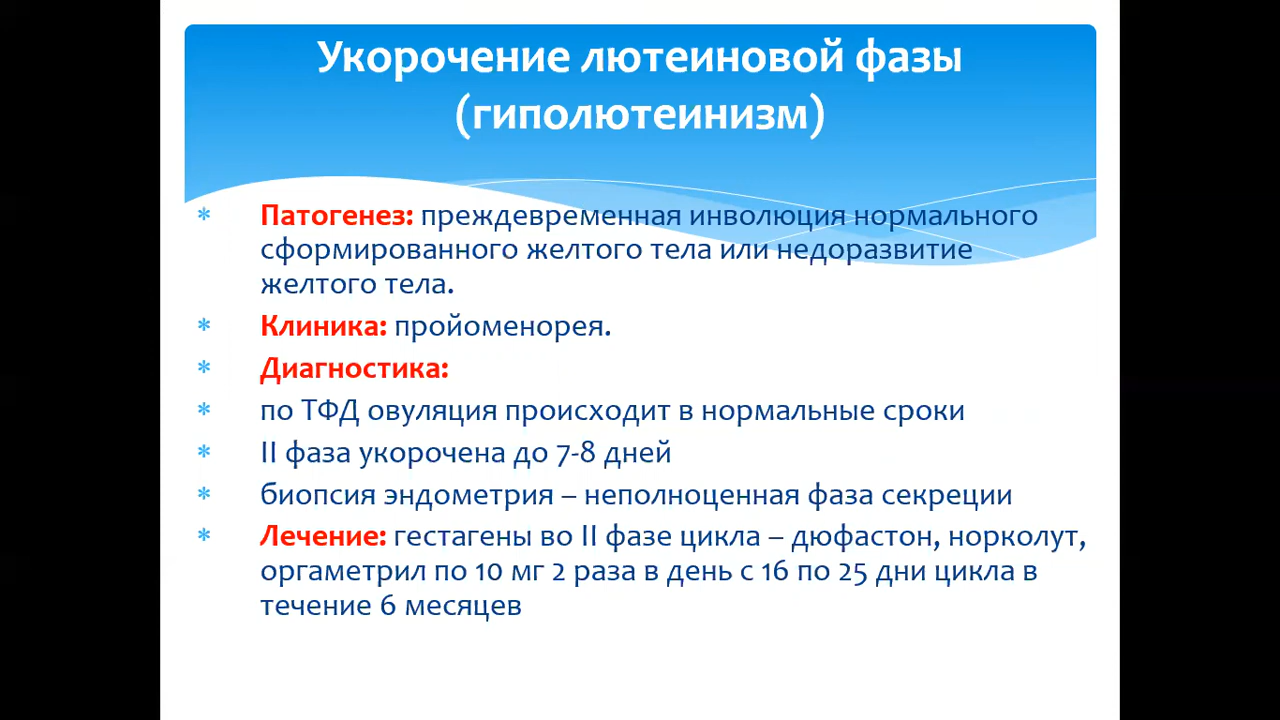 Укорочение лютеиновой фазы
(гиполютеинизм)
* Патогенез: преждевременная инволюция нормального
сформированного желтого тела или недоразвитие
желтого тела.
* Клиника: пройоменорея.
* Диагностика:
* по ТФД овуляция происходит в нормальные сроки
* II фаза укорочена до 7-8 дней
* биопсия эндометрия – неполноценная фаза секреции
* Лечение: гестагены во II фазе цикла – дюфастон, норколут,
оргаметрил по 10 мг 2 раза в день с 16 по 25 дни цикла в
течение 6 месяцев